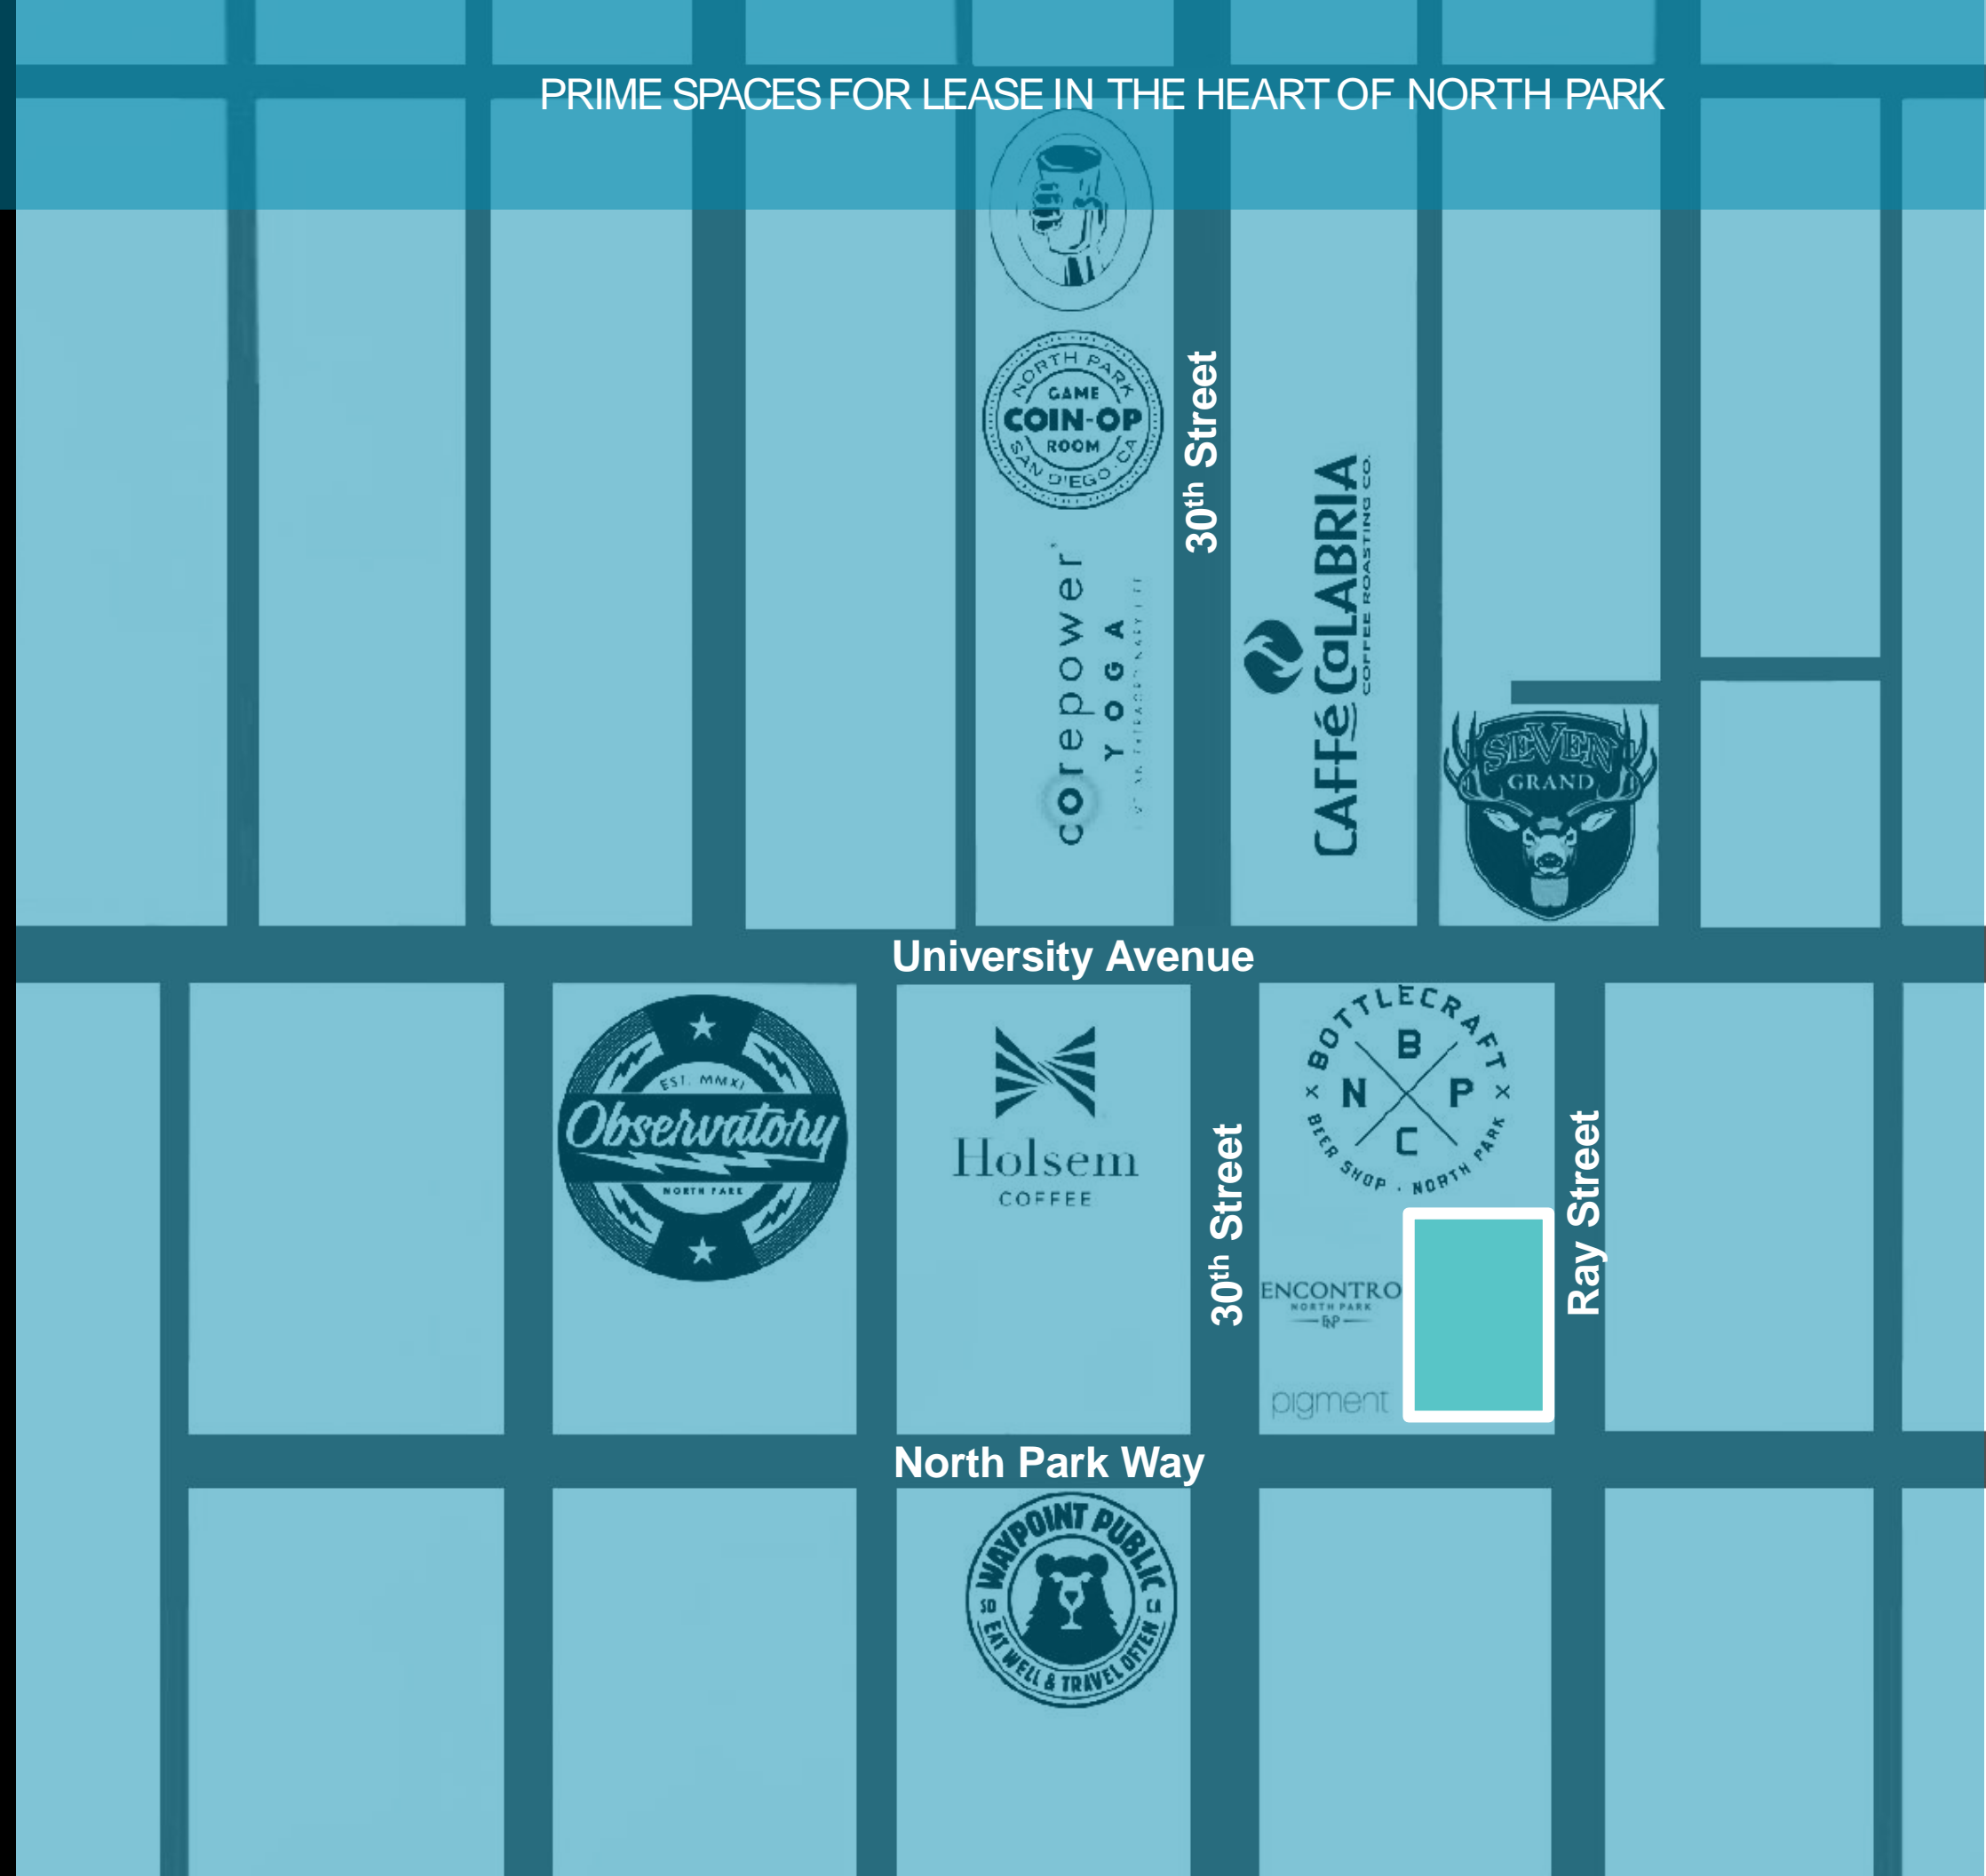 PRIME SPACES FOR LEASE IN THE HEART OF NORTH PARK
NORTH PARK
GAME
COIN-OP
ROOM
SAN DIEGO · CA
30th Street
corepower
YOGA
CAFFé CaLABRIA
COFFEE ROASTING CO.
SEVEN
GRAND
University Avenue
EST. MMXI
Observatory
NORTH PARK
Holsem
COFFEE
30th Street
BOTTLECRAFT
B
N P
C
BEER SHOP · NORTH PARK
ENCONTRO
NORTH PARK
ENP
pigment
Ray Street
North Park Way
WAYPOINT PUBLIC
SD CA
EAT WELL & TRAVEL OFTEN